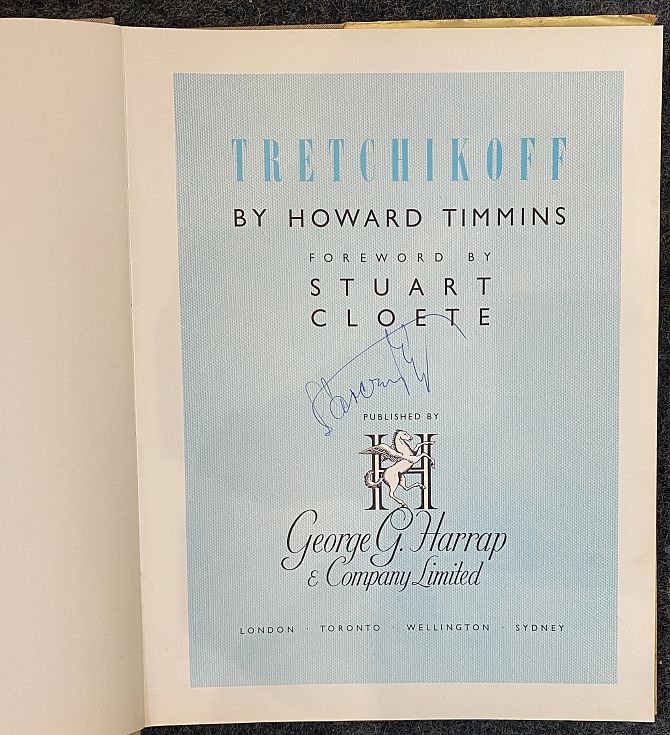 TRETCHIKOFF
BY HOWARD TIMMINS
FOREWORD BY
STUART
CLOETE
PUBLISHED BY
H
George G. Harrap
& Company Limited
LONDON · TORONTO · WELLINGTON · SYDNEY